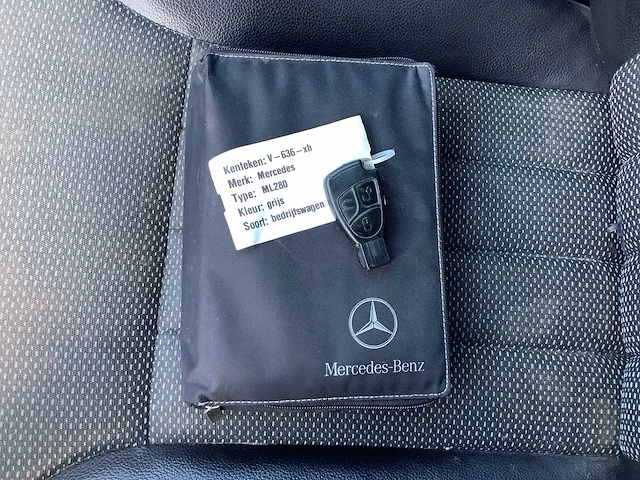 Kenteken: V-636-xh
Merk: Mercedes
Type: ML280
Kleur: grijs
Soort: bedrijfswagen
Mercedes-Benz